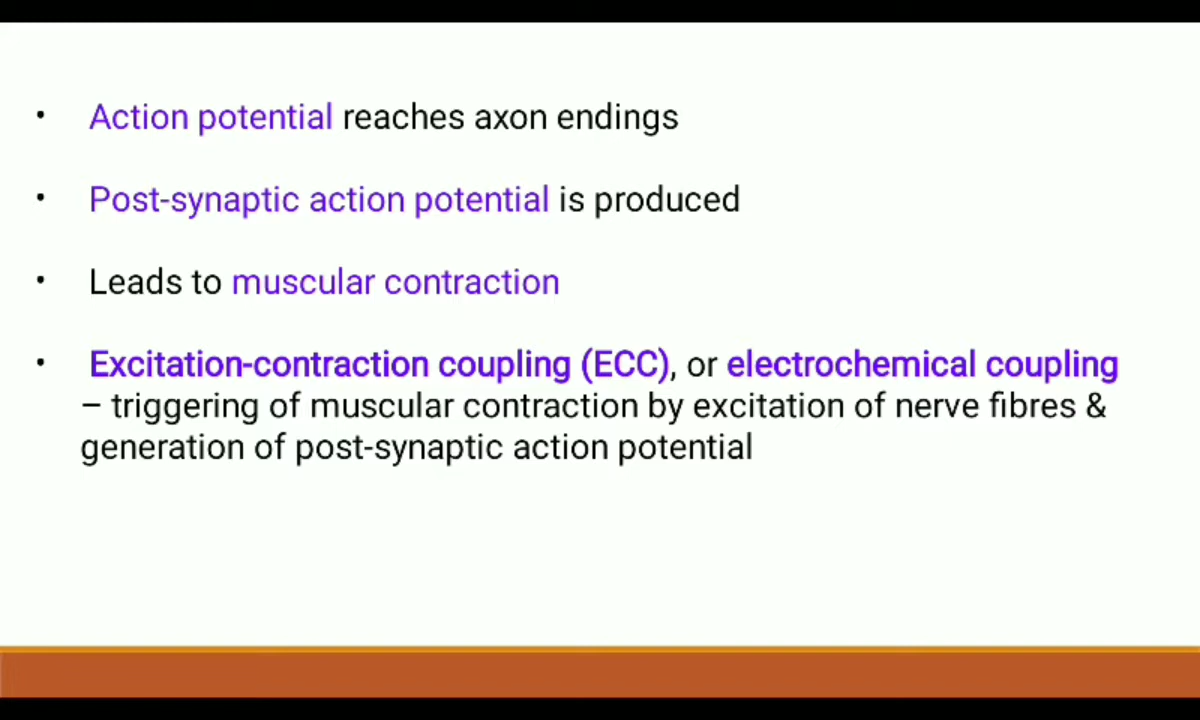 • Action potential reaches axon endings
• Post-synaptic action potential is produced
• Leads to muscular contraction
• Excitation-contraction coupling (ECC), or electrochemical coupling
– triggering of muscular contraction by excitation of nerve fibres &
generation of post-synaptic action potential